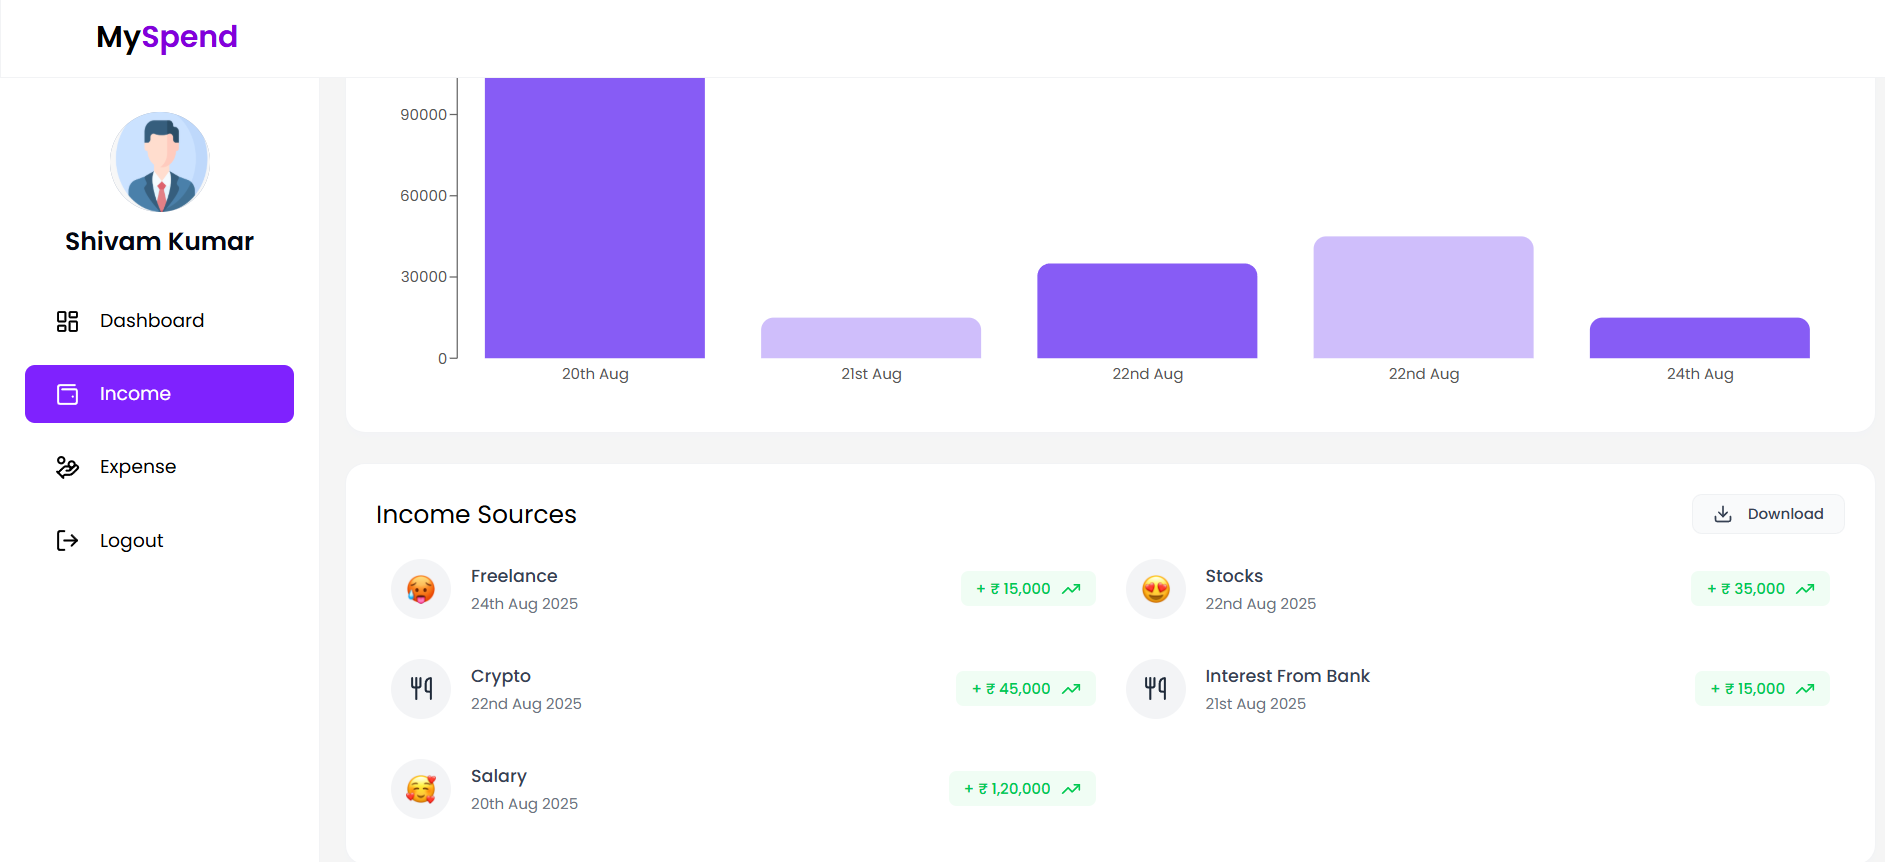 MySpend
Shivam Kumar
Dashboard
Income
Expense
Logout
90000
60000
30000
0
20th Aug
21st Aug
22nd Aug
22nd Aug
24th Aug
Income Sources
Download
Freelance
24th Aug 2025
+ ₹ 15,000
Stocks
22nd Aug 2025
+ ₹ 35,000
Crypto
22nd Aug 2025
+ ₹ 45,000
Interest From Bank
21st Aug 2025
+ ₹ 15,000
Salary
20th Aug 2025
+ ₹ 1,20,000